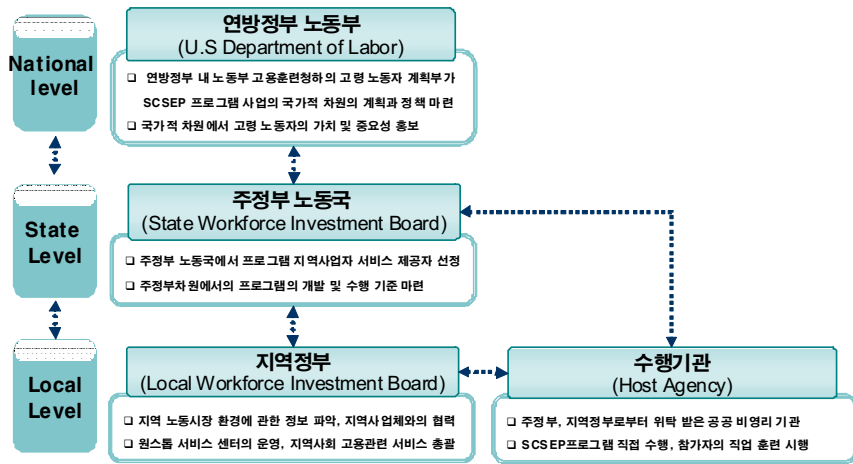 National
level
연방정부 노동부
(U.S Department of Labor)
❑ 연방정부 내 노동부 고용훈련청하의 고령 노동자 계획부가
SCSEP 프로그램 사업의 국가적 차원의 계획과 정책 마련
❑ 국가적 차원에서 고령 노동자의 가치 및 중요성 홍보
State
Level
주정부 노동국
(State Workforce Investment Board)
❑ 주정부 노동국에서 프로그램 지역사업자 서비스 제공자 선정
❑ 주정부차원에서의 프로그램의 개발 및 수행 기준 마련
Local
Level
지역정부
(Local Workforce Investment Board)
❑ 지역 노동시장 환경에 관한 정보 파악, 지역사업체와의 협력
❑ 원스톱 서비스 센터의 운영, 지역사회 고용관련 서비스 총괄
수행기관
(Host Agency)
❑ 주정부, 지역정부로부터 위탁 받은 공공 비영리 기관
❑ SCSEP프로그램 직접 수행, 참가자의 직업 훈련 시행